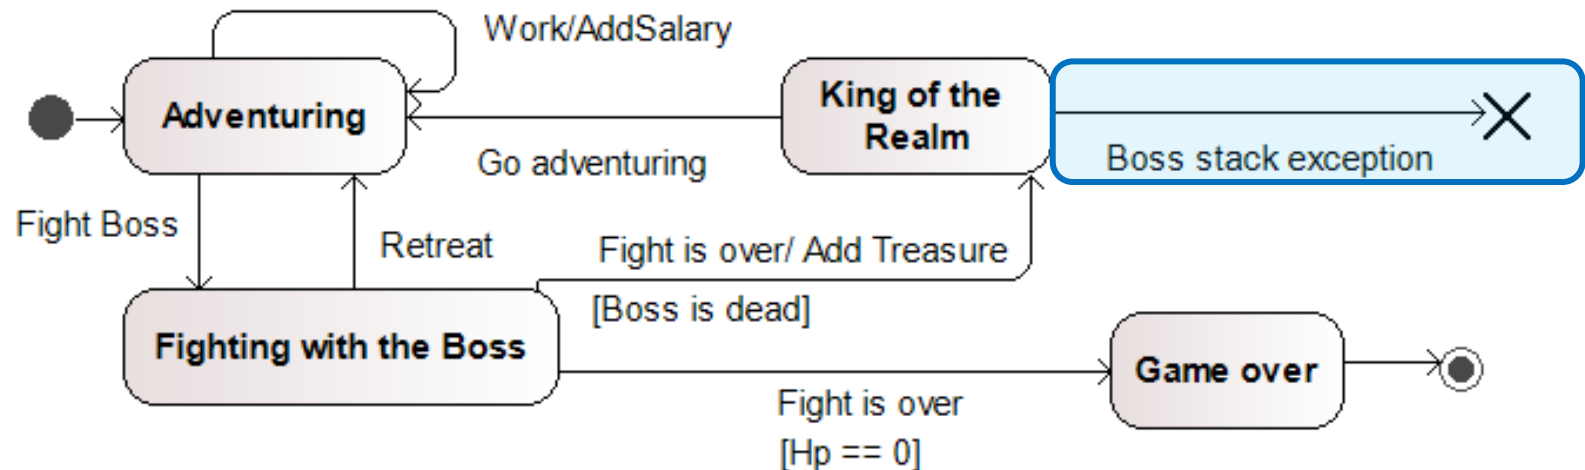 Work/AddSalary
Adventuring
King of the
Realm
Go adventuring
Boss stack exception
Fight Boss
Retreat
Fight is over/ Add Treasure
[Boss is dead]
Fighting with the Boss
Game over
Fight is over
[Hp == 0]